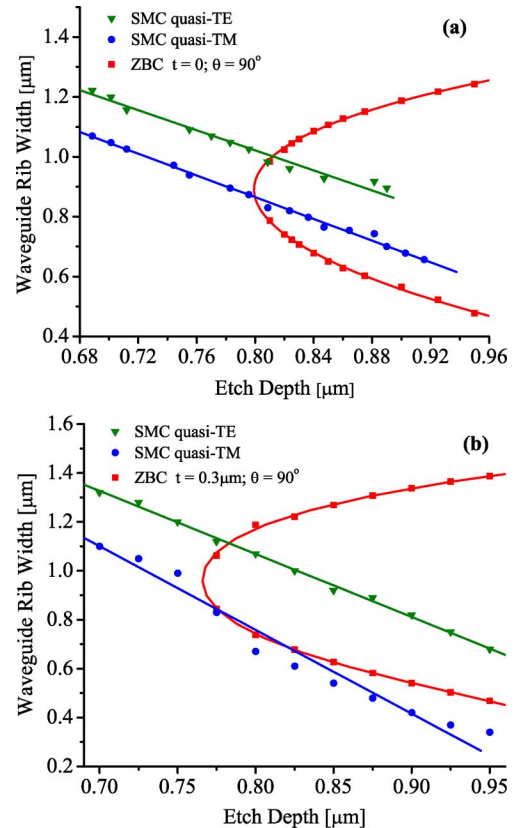 (a)
SMC quasi-TE
SMC quasi-TM
ZBC t = 0; θ = 90°
1.4
1.2
1.0
0.8
0.6
0.4
Waveguide Rib Width [μm]
0.68 0.72 0.76 0.80 0.84 0.88 0.92 0.96
Etch Depth [μm]
(b)
SMC quasi-TE
SMC quasi-TM
ZBC t = 0.3μm; θ = 90°
1.6
1.4
1.2
1.0
0.8
0.6
0.4
0.2
Waveguide Rib Width [μm]
0.70 0.75 0.80 0.85 0.90 0.95
Etch Depth [μm]